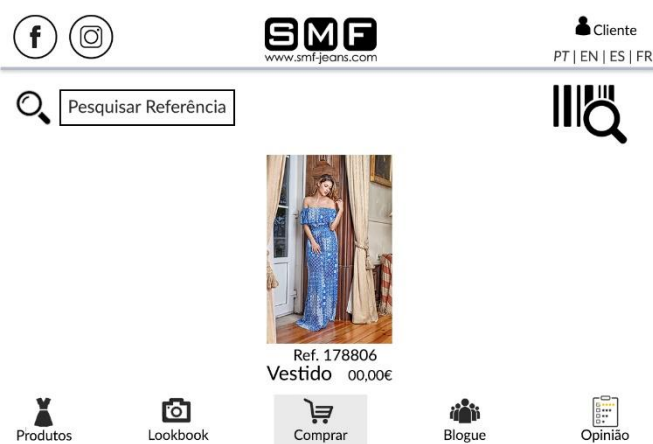 f
SMF
www.smf-jeans.com
Cliente
PT | EN | ES | FR
Pesquisar Referência
Ref. 178806
Vestido 00,00€
Produtos
Lookbook
Comprar
Blogue
Opinião